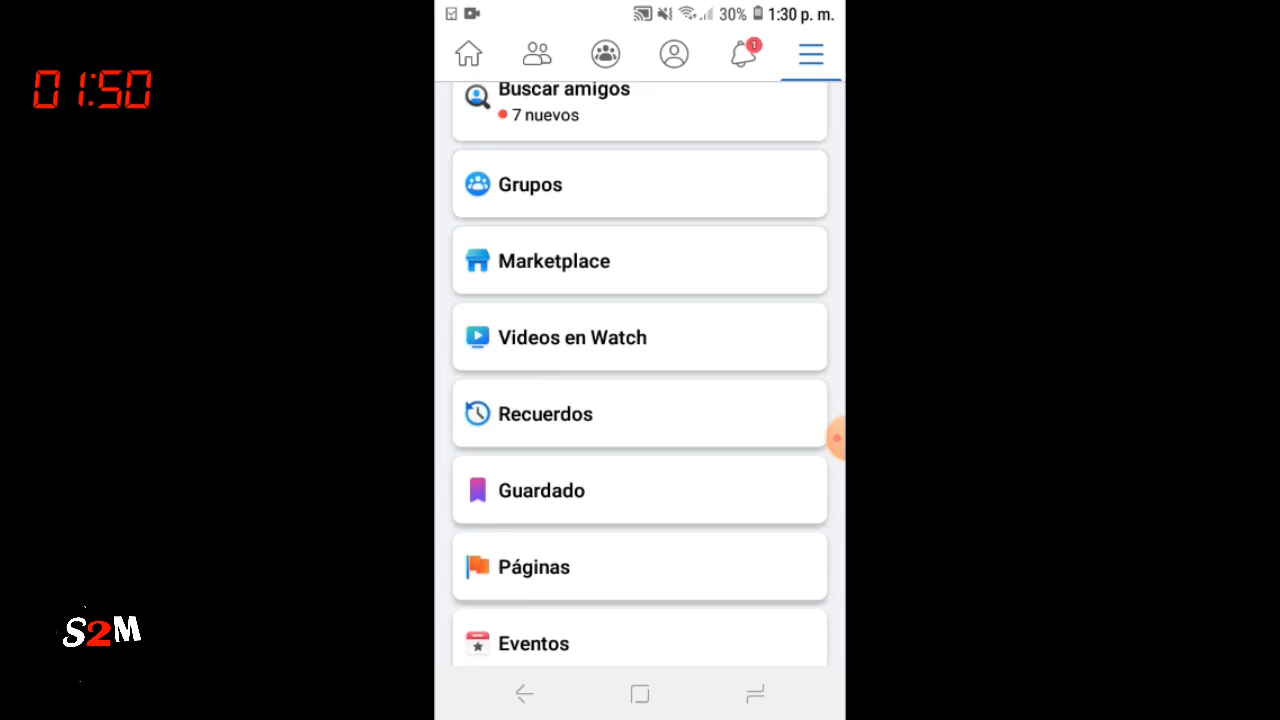 30% 1:30 p. m.
01:50
1
Buscar amigos
7 nuevos
Grupos
Marketplace
Videos en Watch
Recuerdos
Guardado
Páginas
Eventos
S2M